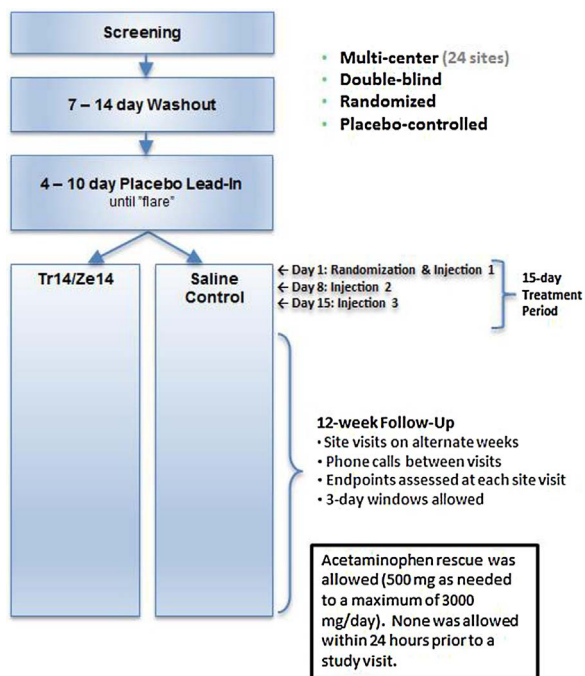 Screening
• Multi-center (24 sites)
• Double-blind
• Randomized
• Placebo-controlled
7 – 14 day Washout
4 – 10 day Placebo Lead-In
until "flare"
Tr14/Ze14
Saline
Control
← Day 1: Randomization & Injection 1
← Day 8: Injection 2
← Day 15: Injection 3
15-day
Treatment
Period
12-week Follow-Up
• Site visits on alternate weeks
• Phone calls between visits
• Endpoints assessed at each site visit
• 3-day windows allowed
Acetaminophen rescue was
allowed (500 mg as needed
to a maximum of 3000
mg/day). None was allowed
within 24 hours prior to a
study visit.